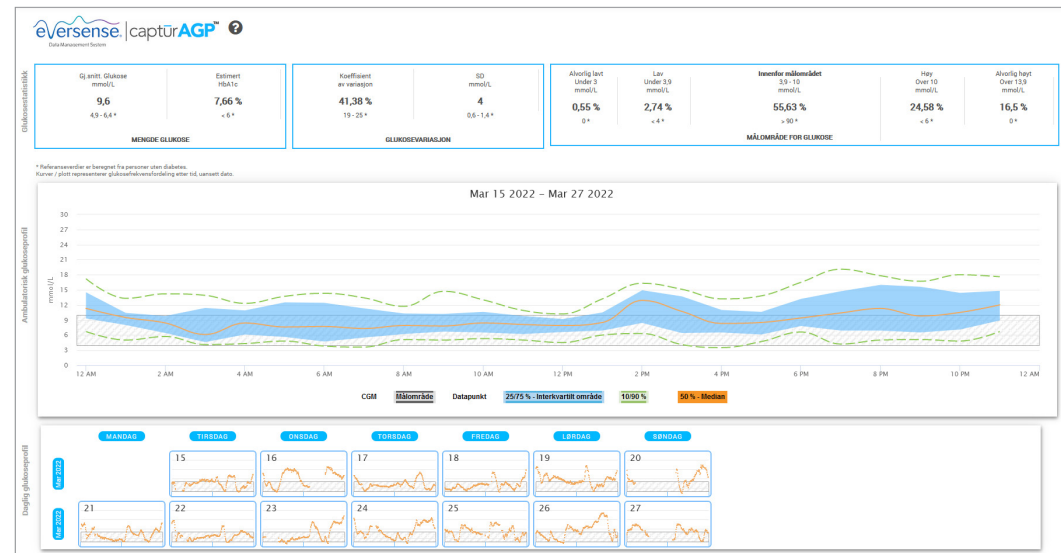 eversense. | captūrAGP™ ?
Data Management System
Glukosestatistikk
Gj.snitt. Glukose
mmol/L
9,6
4,9 - 6,4 *
Estimert
HbA1c
7,66 %
< 6 *
MENGDE GLUKOSE
Koeffisient
av variasjon
41,38 %
19 - 25 *
SD
mmol/L
4
0,6 - 1,4 *
GLUKOSEVARIASJON
Alvorlig lavt
Under 3
mmol/L
0,55 %
0 *
Lav
Under 3,9
mmol/L
2,74 %
< 4 *
Innenfor målområdet
3,9 - 10
mmol/L
55,63 %
> 90 *
Høy
Over 10
mmol/L
24,58 %
< 6 *
Alvorlig høyt
Over 13,9
mmol/L
16,5 %
0 *
MÅLOMRÅDE FOR GLUKOSE
* Referanseverdier er beregnet fra personer uten diabetes.
Kurver / plott representerer glukosefrekvensfordeling etter tid, uansett dato.
Ambulatorisk glukoseprofil
Mar 15 2022 – Mar 27 2022
mmol/L
30
27
24
21
18
15
12
9
6
3
0
12 AM 2 AM 4 AM 6 AM 8 AM 10 AM 12 PM 2 PM 4 PM 6 PM 8 PM 10 PM 12 AM
CGM Målområde Datapunkt 25/75 % - Interkvartilt område 10/90 % 50 % - Median
Daglig glukoseprofil
MANDAG TIRSDAG ONSDAG TORSDAG FREDAG LØRDAG SØNDAG
Mar 2022
15 16 17 18 19 20
Mar 2022
21 22 23 24 25 26 27